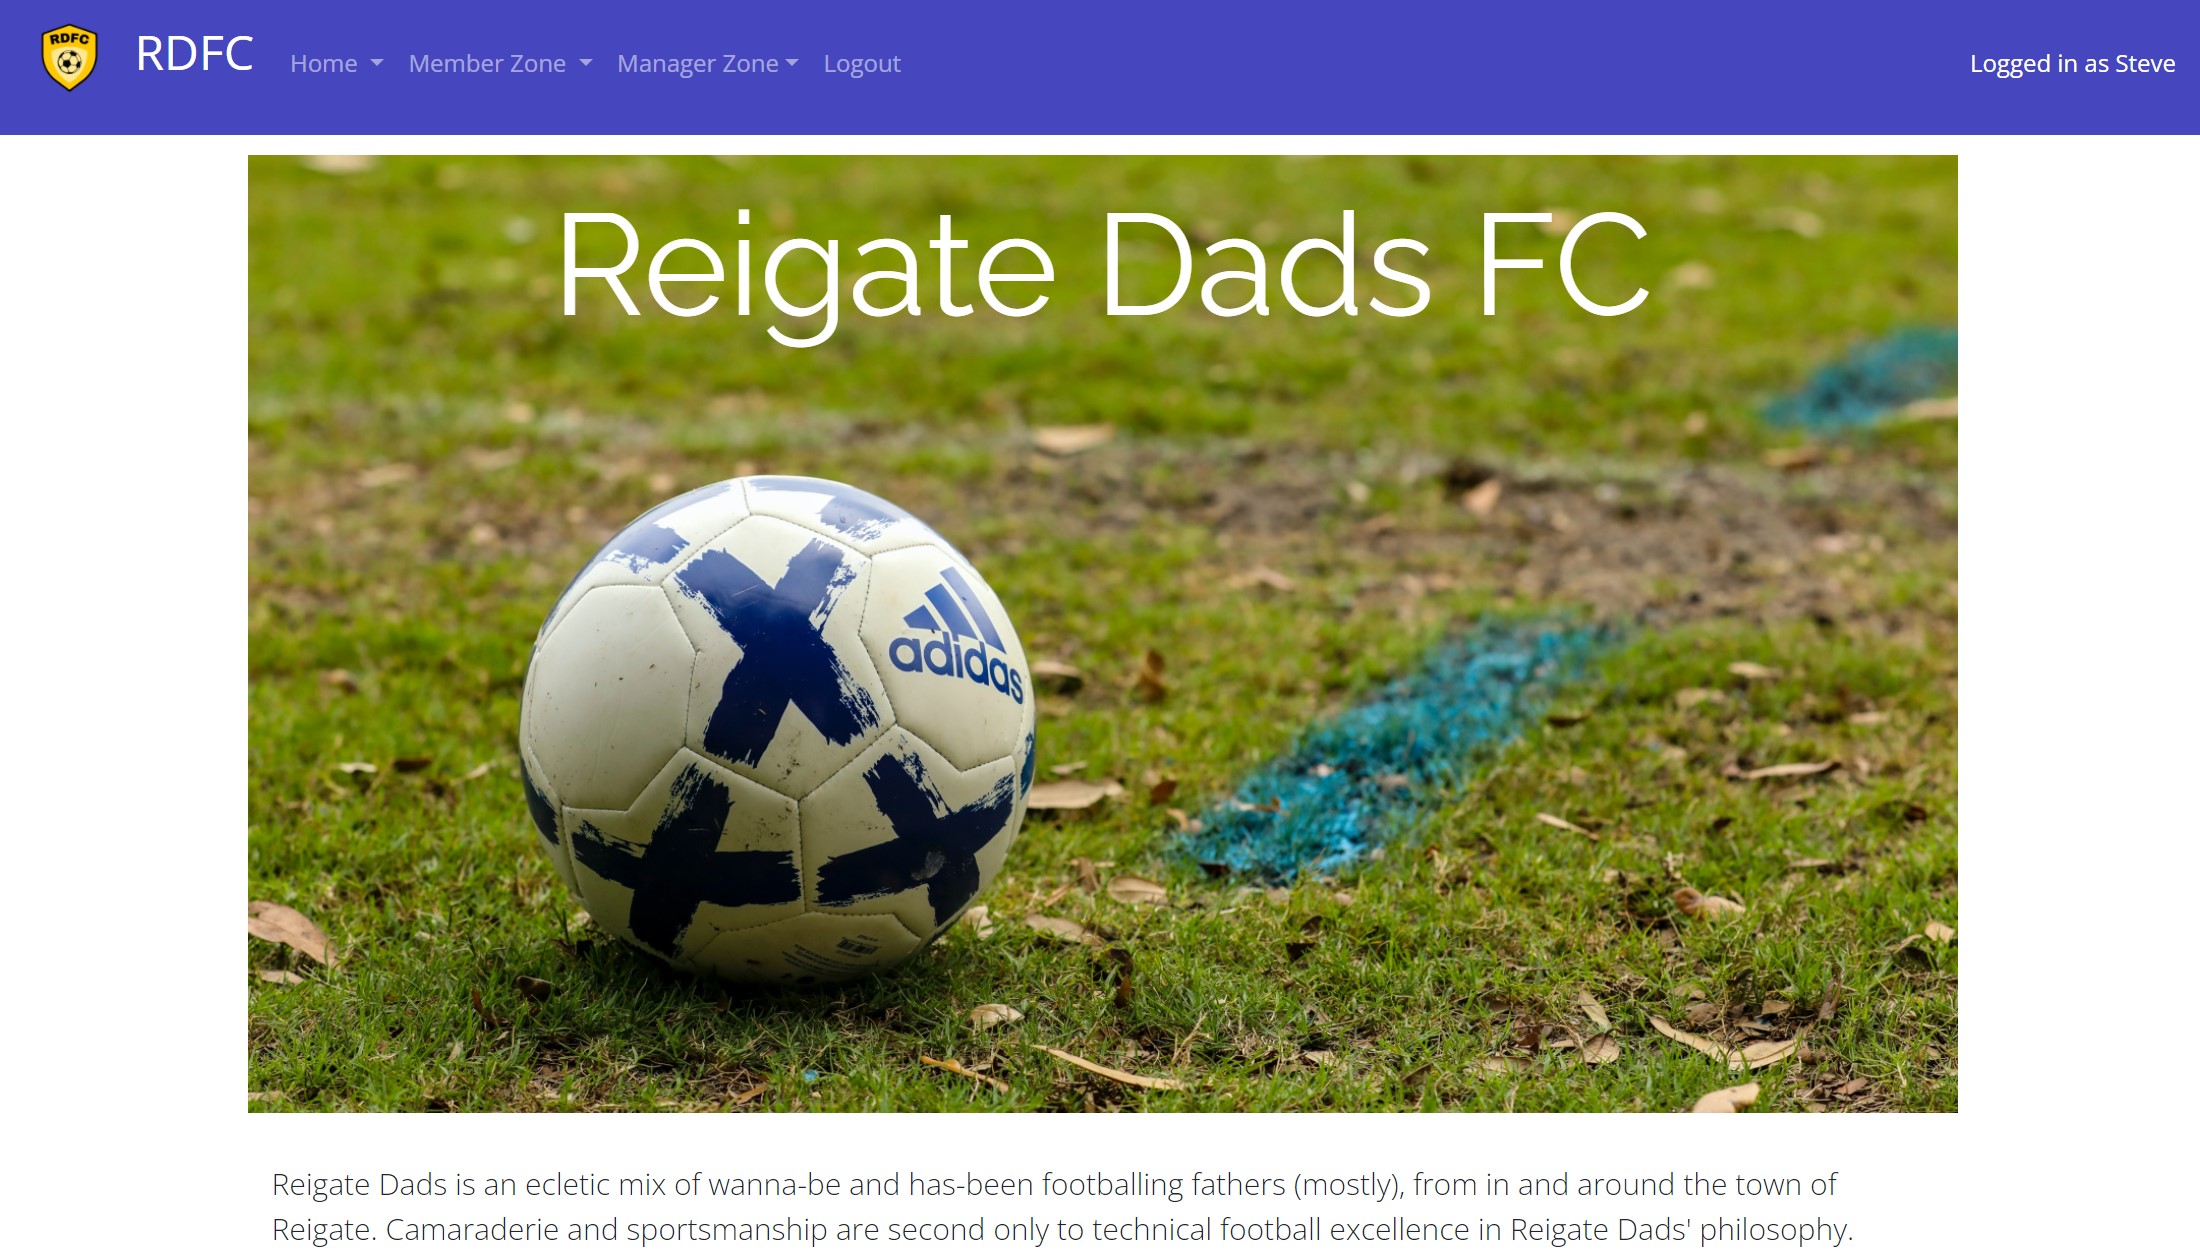 RDFC
RDFC
Home
Member Zone
Manager Zone
Logout
Logged in as Steve
Reigate Dads FC
adidas
Reigate Dads is an ecletic mix of wanna-be and has-been footballing fathers (mostly), from in and around the town of
Reigate. Camaraderie and sportsmanship are second only to technical football excellence in Reigate Dads' philosophy.